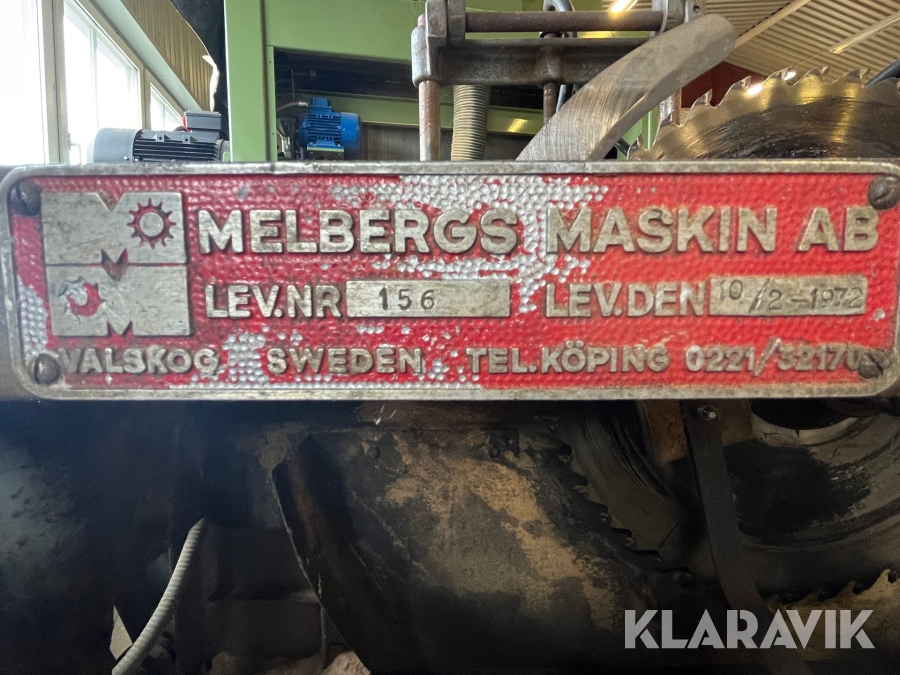 M MELBERGS MASKIN AB
M LEV.NR 156 LEV.DEN 10/2-1972
VALSKOG SWEDEN TEL.KÖPING 0221/32170
KLARAVIK